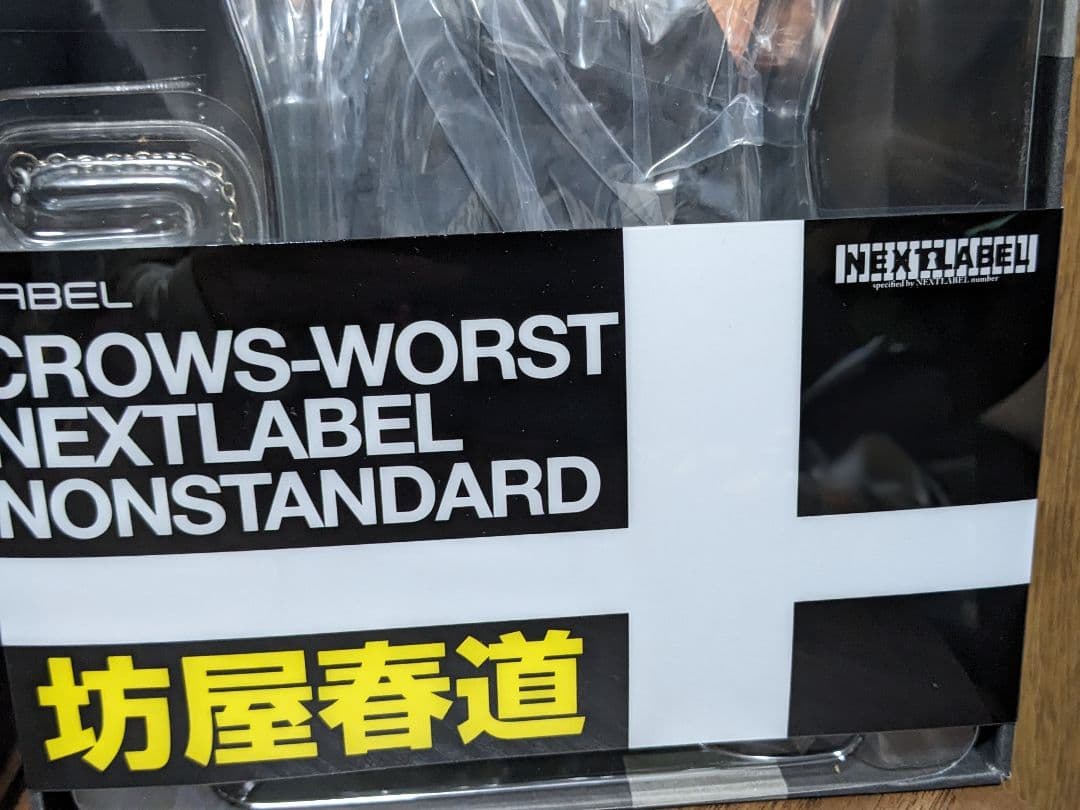 ABEL
CROWS-WORST
NEXTLABEL
NONSTANDARD
坊屋春道
NEXTLABEL
specified by NEXTLABEL number